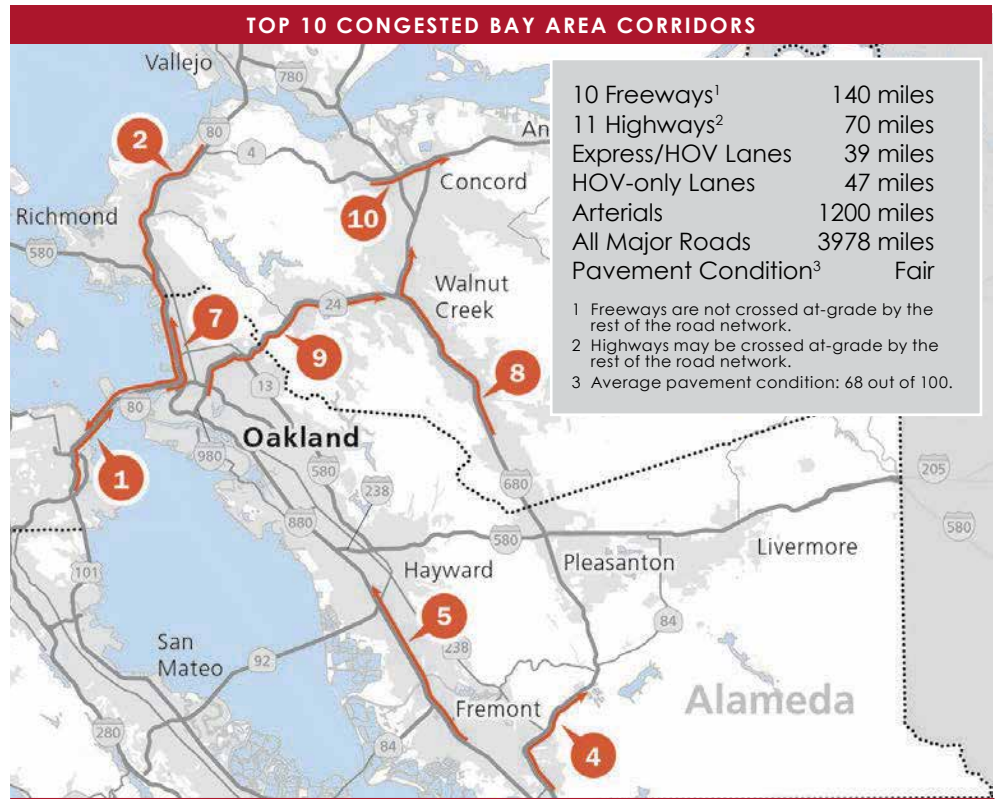 TOP 10 CONGESTED BAY AREA CORRIDORS
Vallejo
780
80
2
4
An
Concord
10
Richmond
580
Walnut
Creek
24
7
9
8
13
80
Oakland
1
980
580
238
880
680
205
580
580
Livermore
Pleasanton
Hayward
101
5
84
238
San
Mateo
92
Fremont
Alameda
280
84
4
10 Freeways1 140 miles
11 Highways2 70 miles
Express/HOV Lanes 39 miles
HOV-only Lanes 47 miles
Arterials 1200 miles
All Major Roads 3978 miles
Pavement Condition3 Fair
1 Freeways are not crossed at-grade by the
rest of the road network.
2 Highways may be crossed at-grade by the
rest of the road network.
3 Average pavement condition: 68 out of 100.